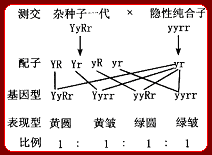 测交 杂种子一代 × 隐性纯合子
YyRr yyrr
配子 YR Yr yR yr yr
基因型 YyRr Yyrr yyRr yyrr
表现型 黄圆 黄皱 绿圆 绿皱
比例 1 : 1 : 1 : 1